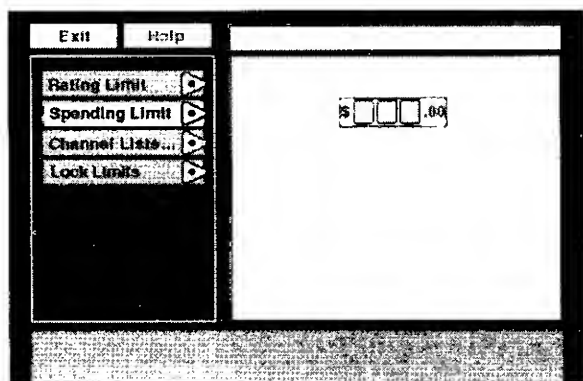 Exit Help
Rating Limit
Spending Limit
$ .00
Channel Lists...
Lock Limits